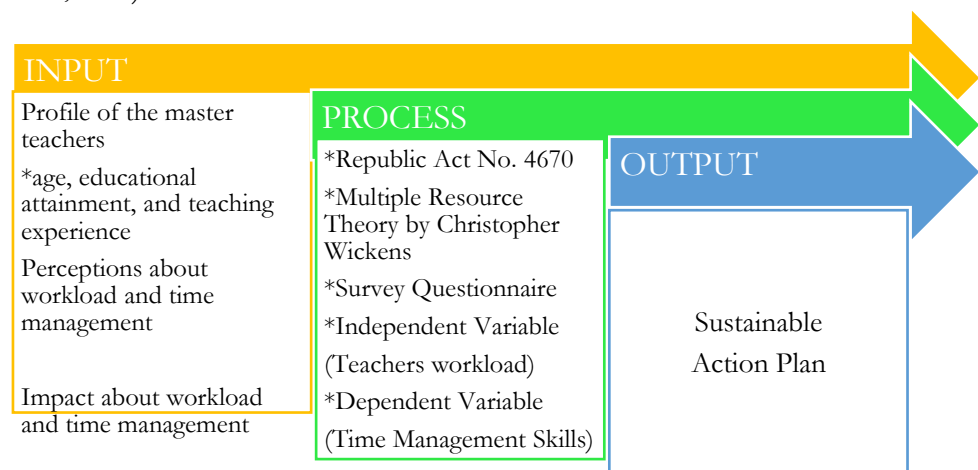 INPUT
Profile of the master
teachers
*age, educational
attainment, and teaching
experience
Perceptions about
workload and time
management
Impact about workload
and time management
PROCESS
*Republic Act No. 4670
*Multiple Resource
Theory by Christopher
Wickens
*Survey Questionnaire
*Independent Variable
(Teachers workload)
*Dependent Variable
(Time Management Skills)
OUTPUT
Sustainable
Action Plan